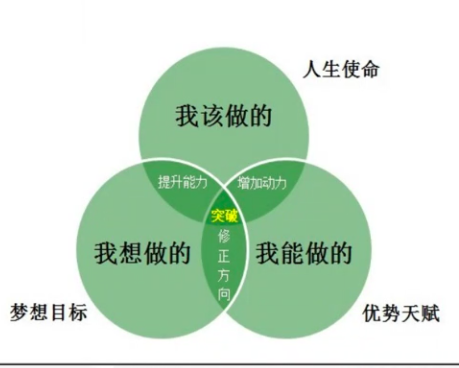 人生使命
我该做的
提升能力
增加动力
突破
我想做的
修正方向
我能做的
梦想目标
优势天赋